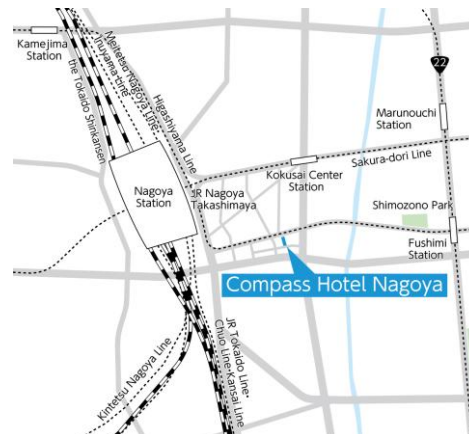 Kamejima
Station
Meitetsu Nagoya Line·
Inuyama Line
the Tokaido Shinkansen
Higashiyama Line
22
Marunouchi
Station
Sakura-dori Line
Kokusai Center
Station
Nagoya
Station
JR Nagoya
Takashimaya
Shimozono Park
Fushimi
Station
Compass Hotel Nagoya
JR Tokaido Line·
Chuo Line·Kansai Line
Kintetsu Nagoya Line